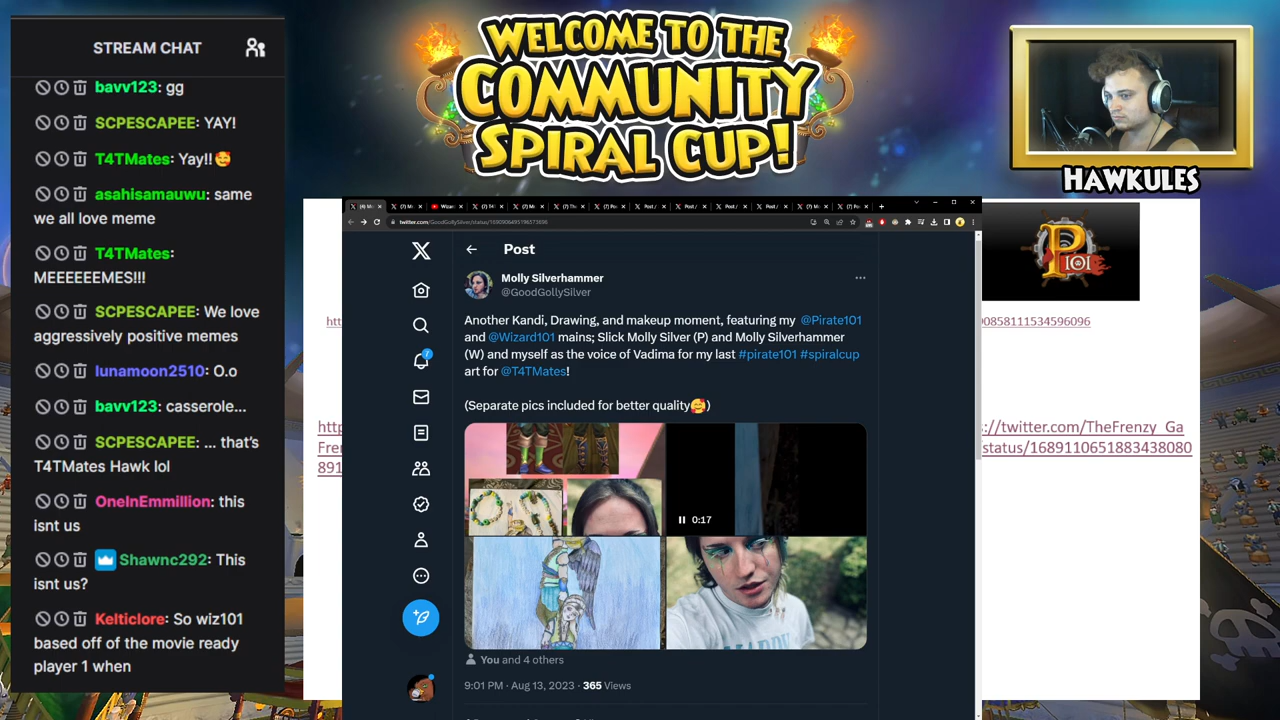 STREAM CHAT
bavv123: gg
SCPESCAPEE: YAY!
T4TMates: Yay!!🥰
asahisamauwu: same
we all love meme
T4TMates:
MEEEEEEMES!!!
SCPESCAPEE: We love
aggressively positive memes
lunamoon2510: O.o
bavv123: casserole...
SCPESCAPEE: ... that's
T4TMates Hawk lol
OneInEmmillion: this
isnt us
Shawnc292: This
isnt us?
Kelticlore: So wiz101
based off of the movie ready
player 1 when
WELCOME TO THE
COMMUNITY
SPIRAL CUP!
HAWKULES
P101
Post
Molly Silverhammer
@GoodGollySilver
Another Kandi, Drawing, and makeup moment, featuring my @Pirate101
and @Wizard101 mains; Slick Molly Silver (P) and Molly Silverhammer
(W) and myself as the voice of Vadima for my last #pirate101 #spiralcup
art for @T4TMates!
(Separate pics included for better quality🥰)
0:17
You and 4 others
9:01 PM · Aug 13, 2023 · 365 Views
90858111534596096
://twitter.com/TheFrenzy_Ga
status/1689110651883438080
htt
http
Fren
891